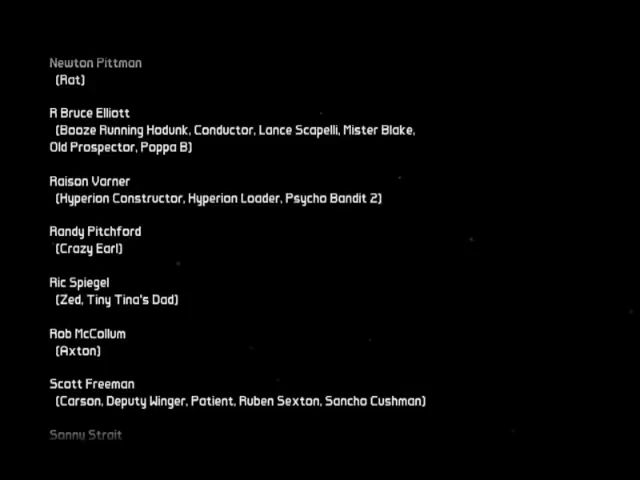 Newton Pittman
(Rat)
R Bruce Elliott
(Booze Running Hodunk, Conductor, Lance Scapelli, Mister Blake,
Old Prospector, Poppa B)
Raison Varner
(Hyperion Constructor, Hyperion Loader, Psycho Bandit 2)
Randy Pitchford
(Crazy Earl)
Ric Spiegel
(Zed, Tiny Tina's Dad)
Rob McCollum
(Axton)
Scott Freeman
(Carson, Deputy Winger, Patient, Ruben Sexton, Sancho Cushman)
Sonny Strait